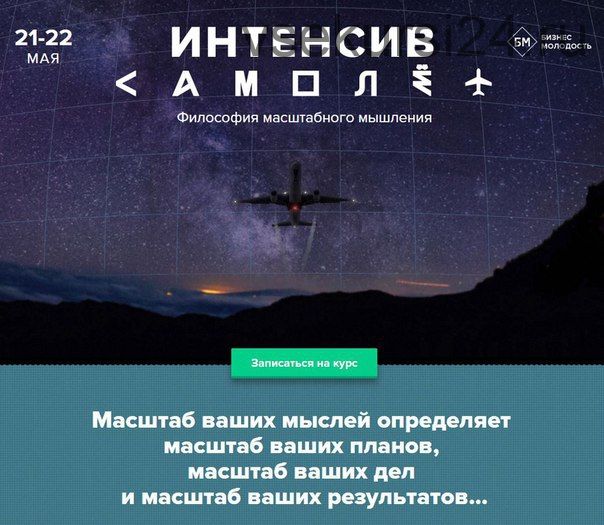 21-22
МАЯ
ИНТЕНСИВ
САМОЛЁ
Философия масштабного мышления
БМ
БИЗНЕС
МОЛОДОСТЬ
Записаться на курс
Масштаб ваших мыслей определяет
масштаб ваших планов,
масштаб ваших дел
и масштаб ваших результатов...